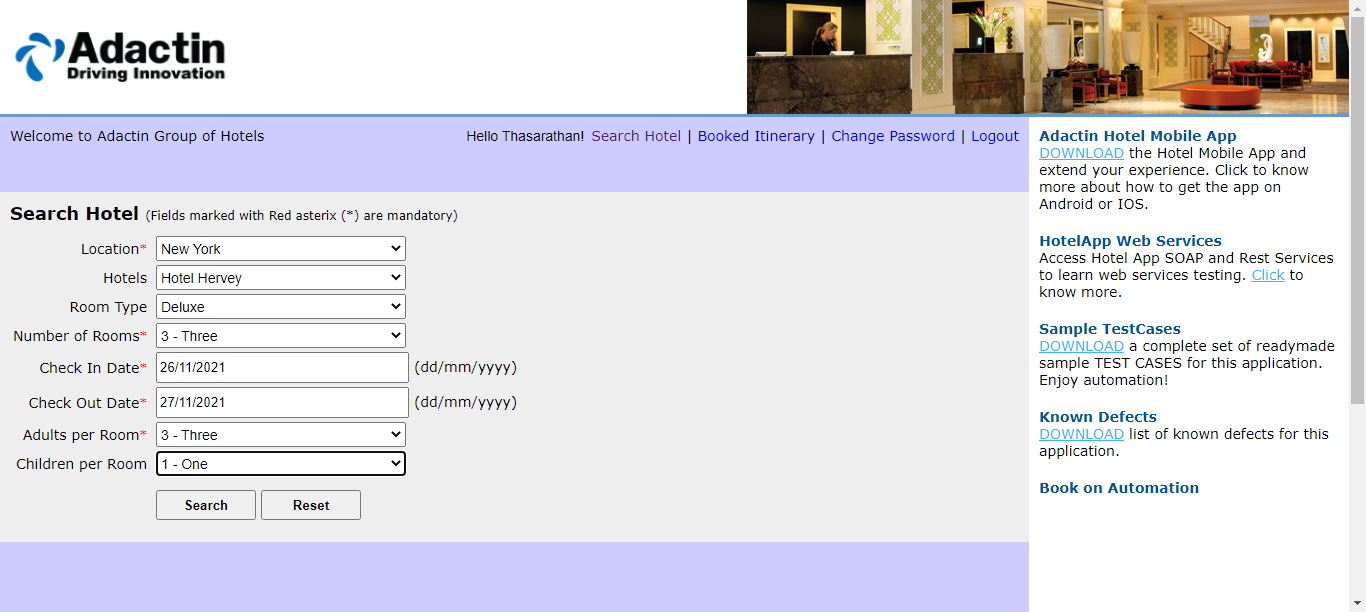 Adactin
Driving Innovation
Welcome to Adactin Group of Hotels
Hello Thasarathan! Search Hotel | Booked Itinerary | Change Password | Logout
Search Hotel (Fields marked with Red asterix (*) are mandatory)
Location* New York
Hotels Hotel Hervey
Room Type Deluxe
Number of Rooms* 3 - Three
Check In Date* 26/11/2021 (dd/mm/yyyy)
Check Out Date* 27/11/2021 (dd/mm/yyyy)
Adults per Room* 3 - Three
Children per Room 1 - One
Search Reset
Adactin Hotel Mobile App
DOWNLOAD the Hotel Mobile App and
extend your experience. Click to know
more about how to get the app on
Android or IOS.
HotelApp Web Services
Access Hotel App SOAP and Rest Services
to learn web services testing. Click to
know more.
Sample TestCases
DOWNLOAD a complete set of readymade
sample TEST CASES for this application.
Enjoy automation!
Known Defects
DOWNLOAD list of known defects for this
application.
Book on Automation